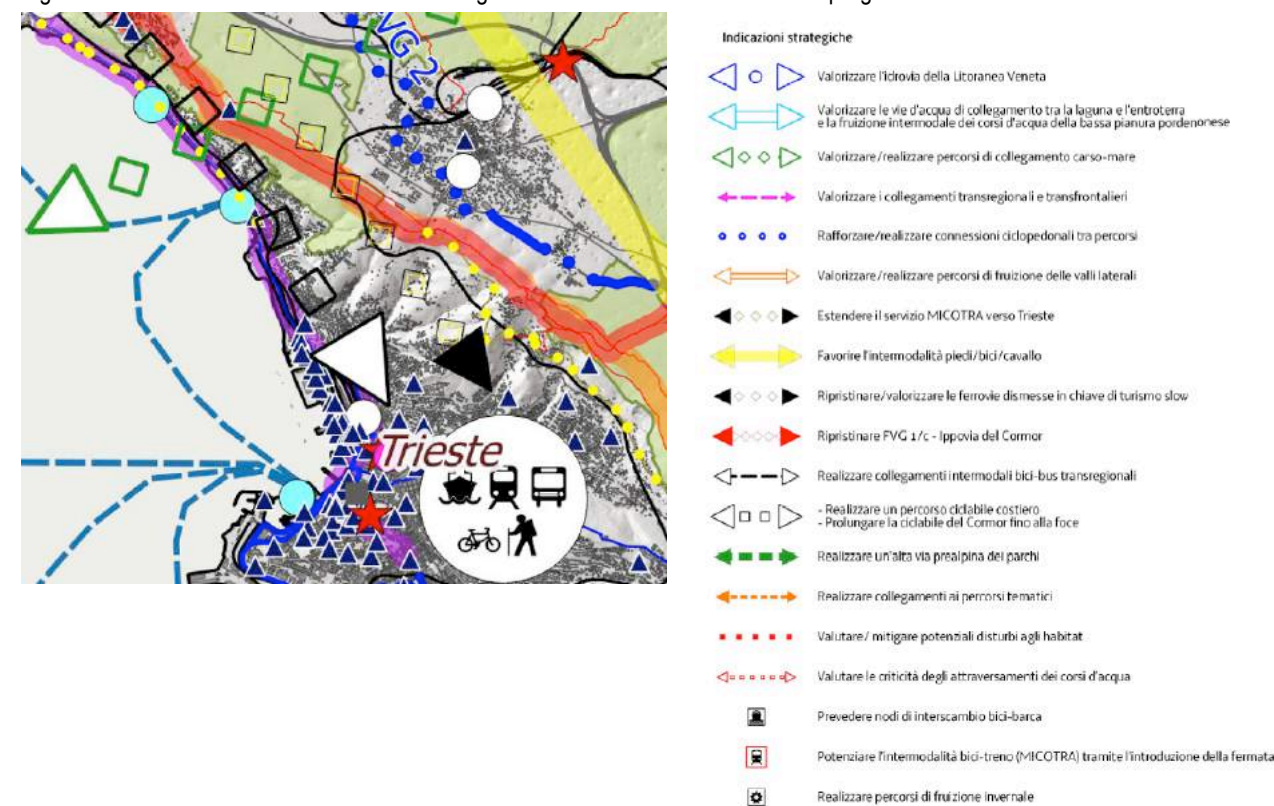 FVG 2
Trieste
Indicazioni strategiche
Valorizzare l'idrovia della Litoranea Veneta
Valorizzare le vie d'acqua di collegamento tra la laguna e l'entroterra
e la fruizione intermodale dei corsi d'acqua della bassa pianura pordenonese
Valorizzare/realizzare percorsi di collegamento carso-mare
Valorizzare i collegamenti transregionali e transfrontalieri
Rafforzare/realizzare connessioni ciclopedonali tra percorsi
Valorizzare/realizzare percorsi di fruizione delle valli laterali
Estendere il servizio MICOTRA verso Trieste
Favorire l'intermodalità piedi/bici/cavallo
Ripristinare/valorizzare le ferrovie dismesse in chiave di turismo slow
Ripristinare FVG 1/c - Ippovia del Cormor
Realizzare collegamenti intermodali bici-bus transregionali
- Realizzare un percorso ciclabile costiero
- Prolungare la ciclabile del Cormor fino alla foce
Realizzare un'alta via prealpina dei parchi
Realizzare collegamenti ai percorsi tematici
Valutare/ mitigare potenziali disturbi agli habitat
Valutare le criticità degli attraversamenti dei corsi d'acqua
Prevedere nodi di interscambio bici-barca
Potenziare l'intermodalità bici-treno (MICOTRA) tramite l'introduzione della fermata
Realizzare percorsi di fruizione invernale